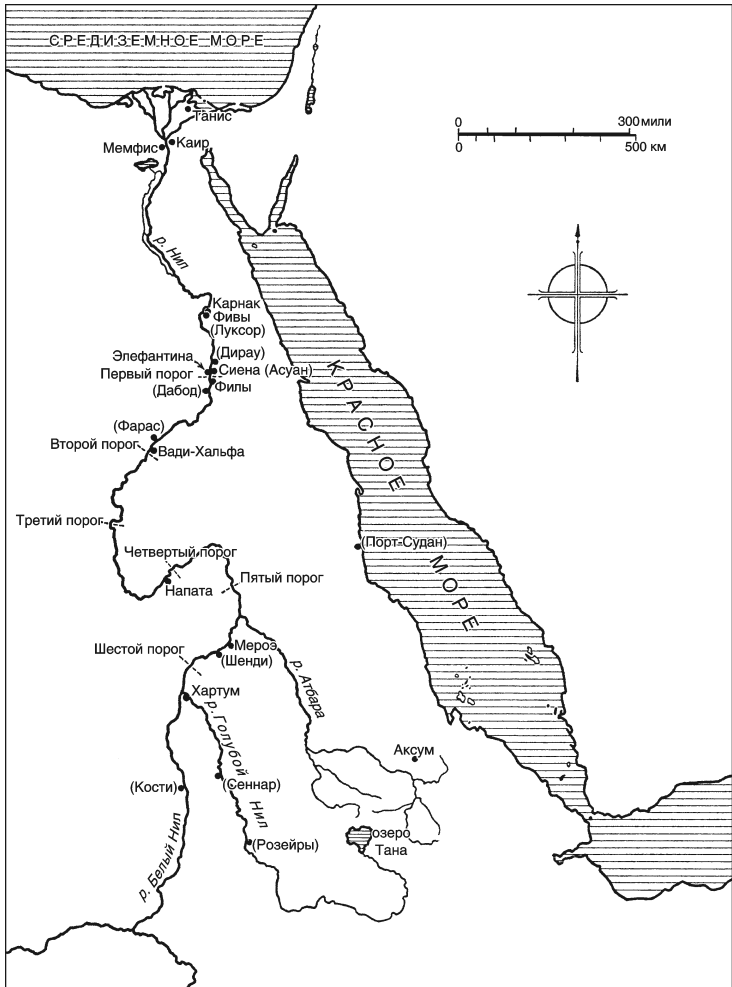 СРЕДИЗЕМНОЕ МОРЕ
Танис
0 300 мили
0 500 км
Мемфис
Каир
р. Нил
Карнак
Фивы
(Луксор)
(Дирау)
Элефантина
Сиена (Асуан)
Первый порог
Филы
(Дабод)
КРАСНОЕ МОРЕ
(Фарас)
Второй порог
Вади-Хальфа
Третий порог
(Порт-Судан)
Четвертый порог
Напата
Пятый порог
Мероэ
(Шенди)
Шестой порог
р. Атбара
Хартум
р. Голубой Нил
Аксум
(Сеннар)
(Кости)
озеро
Тана
(Розейры)
р. Белый Нил